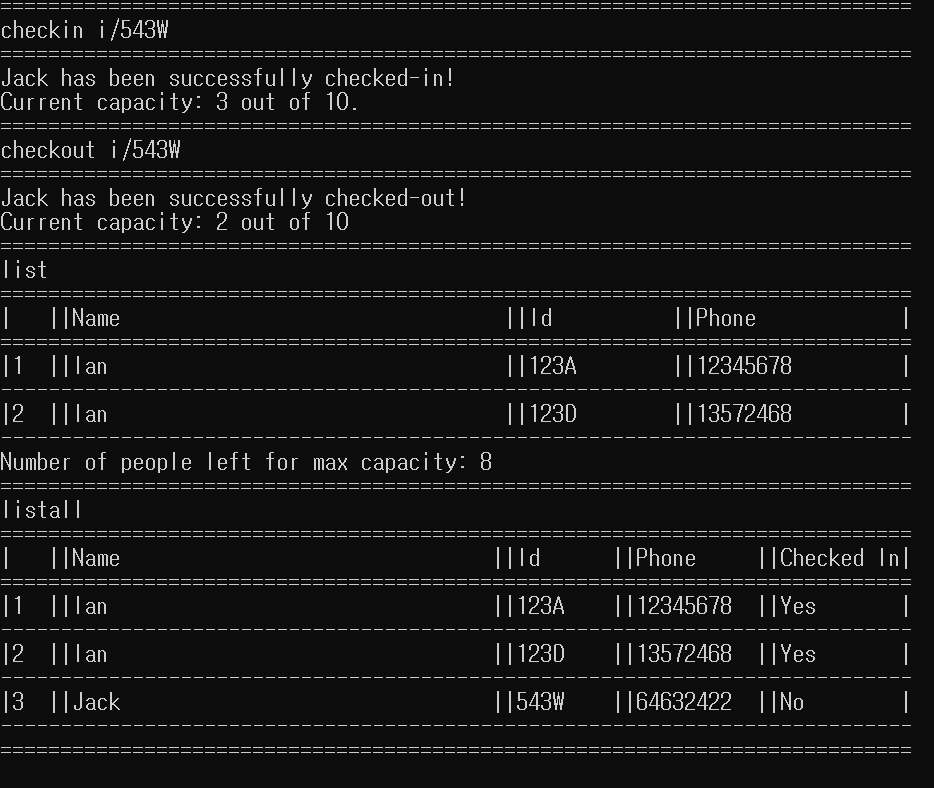 ============================================================================
checkin i/543W
============================================================================
Jack has been successfully checked-in!
Current capacity: 3 out of 10.
============================================================================
checkout i/543W
============================================================================
Jack has been successfully checked-out!
Current capacity: 2 out of 10
============================================================================
list
============================================================================
|   ||Name                                ||Id          ||Phone            |
============================================================================
|1  ||Ian                                 ||123A        ||12345678         |
----------------------------------------------------------------------------
|2  ||Ian                                 ||123D        ||13572468         |
----------------------------------------------------------------------------
Number of people left for max capacity: 8
============================================================================
listall
============================================================================
|   ||Name                               ||Id      ||Phone     ||Checked In|
============================================================================
|1  ||Ian                                ||123A    ||12345678  ||Yes       |
----------------------------------------------------------------------------
|2  ||Ian                                ||123D    ||13572468  ||Yes       |
----------------------------------------------------------------------------
|3  ||Jack                               ||543W    ||64632422  ||No        |
----------------------------------------------------------------------------
============================================================================